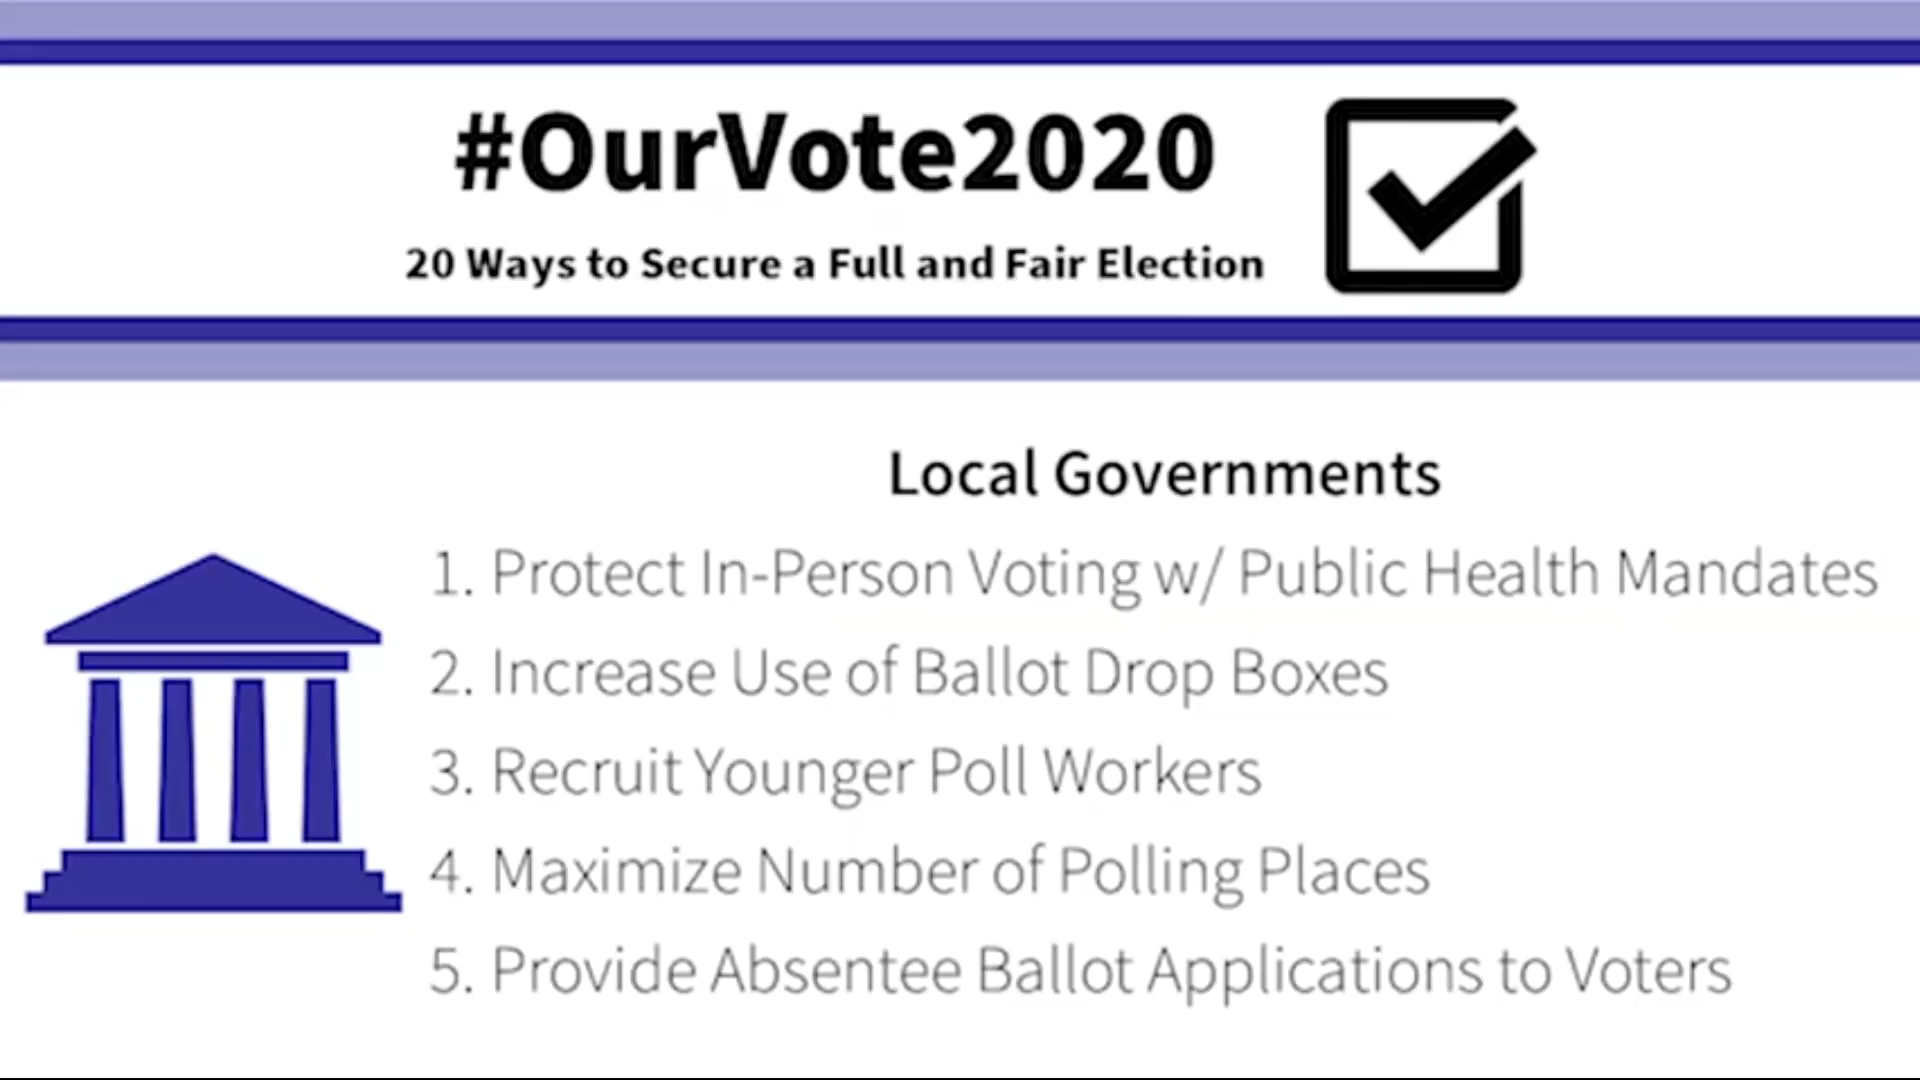 #OurVote2020
20 Ways to Secure a Full and Fair Election
Local Governments
1. Protect In-Person Voting w/ Public Health Mandates
2. Increase Use of Ballot Drop Boxes
3. Recruit Younger Poll Workers
4. Maximize Number of Polling Places
5. Provide Absentee Ballot Applications to Voters